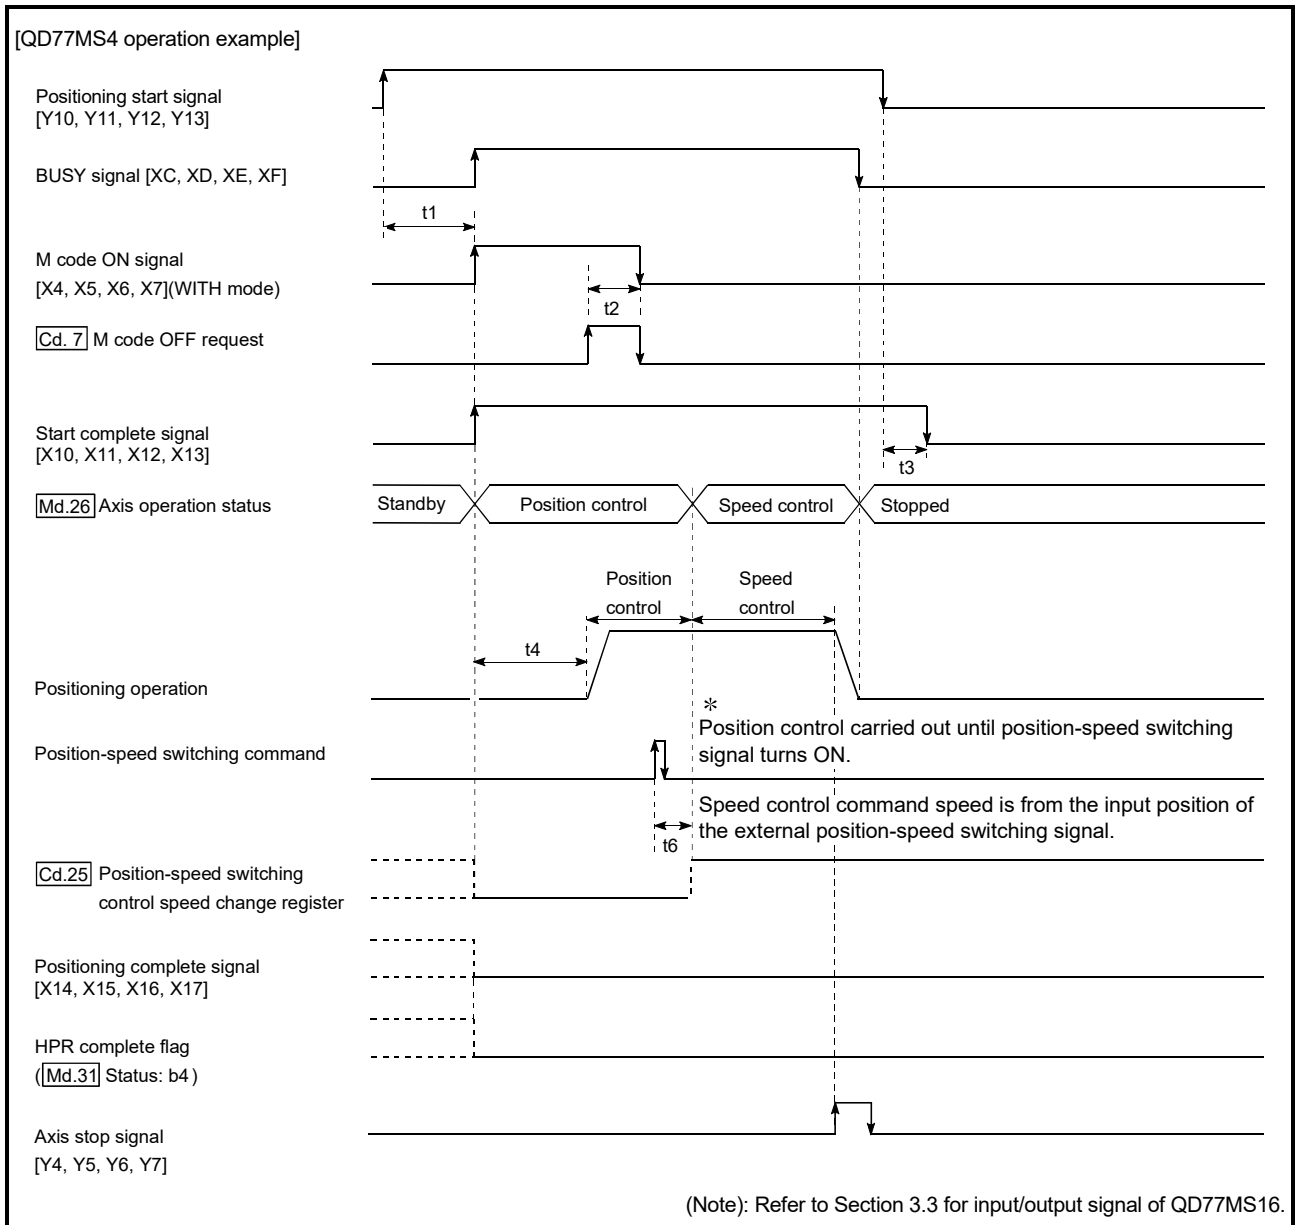 [QD77MS4 operation example]
Positioning start signal
[Y10, Y11, Y12, Y13]
BUSY signal [XC, XD, XE, XF]
t1
M code ON signal
[X4, X5, X6, X7](WITH mode)
t2
Cd. 7 M code OFF request
Start complete signal
[X10, X11, X12, X13]
t3
Md.26 Axis operation status
Standby
Position control
Speed control
Stopped
Position
control
Speed
control
t4
Positioning operation
*
Position control carried out until position-speed switching
signal turns ON.
Position-speed switching command
Speed control command speed is from the input position of
the external position-speed switching signal.
t6
Cd.25 Position-speed switching
control speed change register
Positioning complete signal
[X14, X15, X16, X17]
HPR complete flag
(Md.31 Status: b4)
Axis stop signal
[Y4, Y5, Y6, Y7]
(Note): Refer to Section 3.3 for input/output signal of QD77MS16.